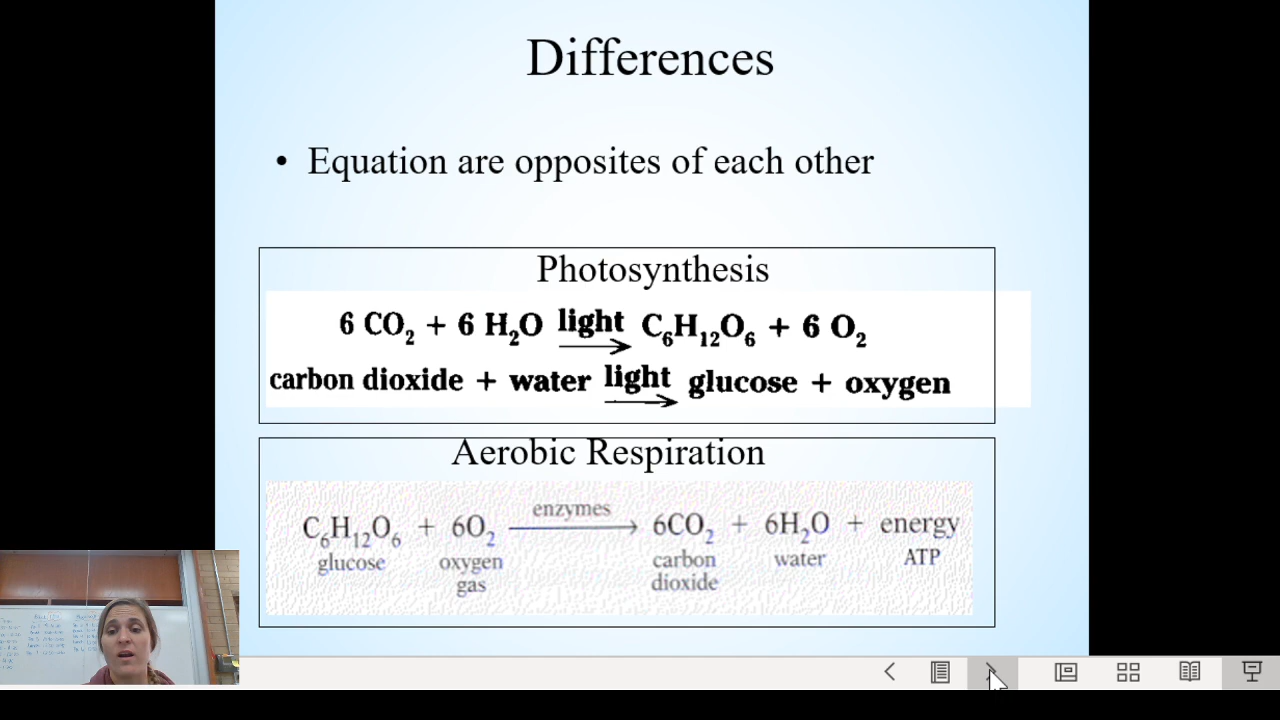 Differences
• Equation are opposites of each other
Photosynthesis
6 CO₂ + 6 H₂O light → C₆H₁₂O₆ + 6 O₂
carbon dioxide + water light → glucose + oxygen
Aerobic Respiration
C₆H₁₂O₆ + 6O₂ enzymes → 6CO₂ + 6H₂O + energy
glucose oxygen gas carbon dioxide water ATP